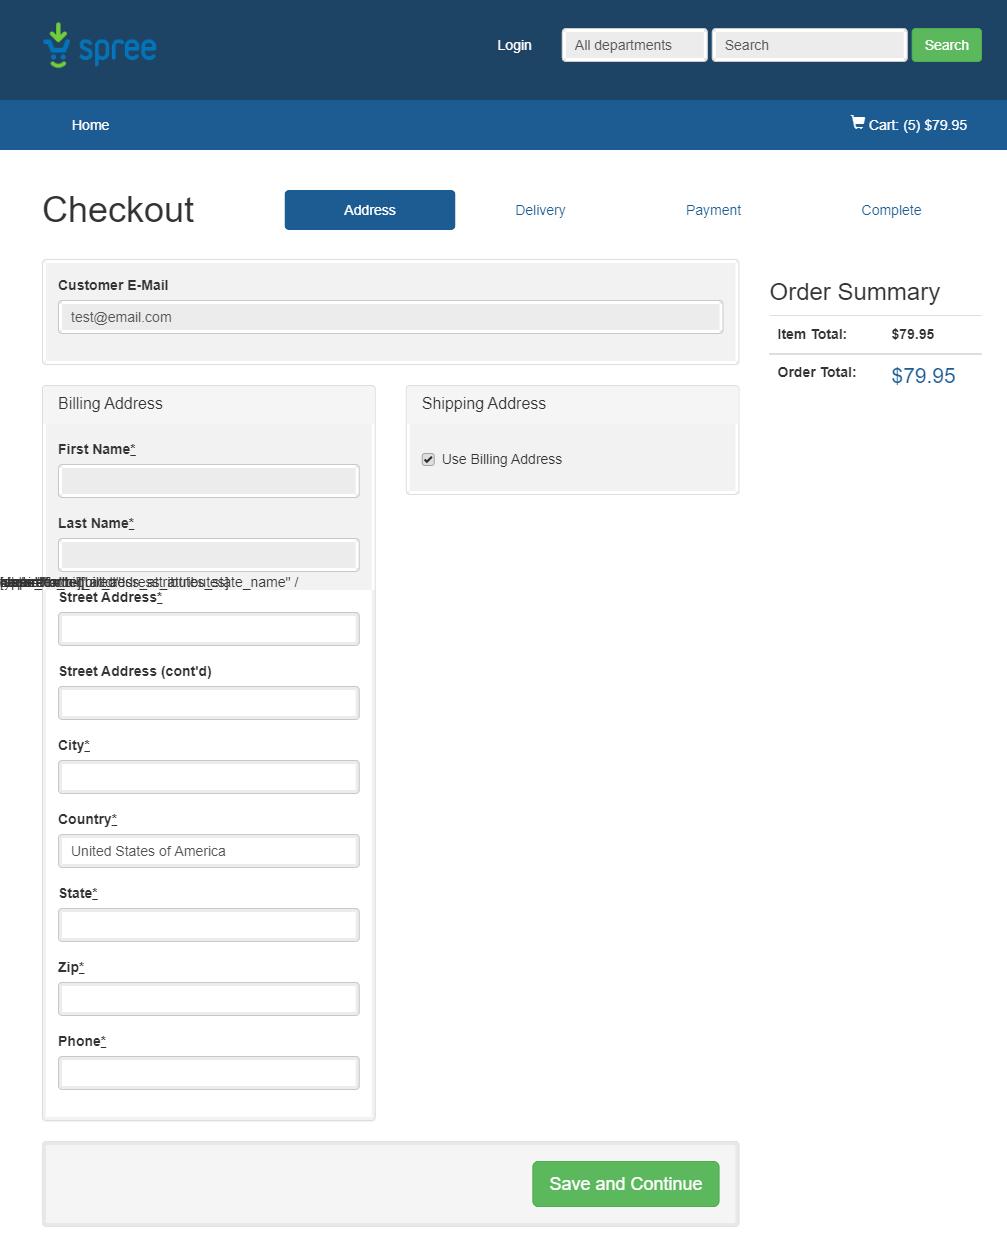 spree
Login
All departments
Search
Search
Home
Cart: (5) $79.95
Checkout
Address
Delivery
Payment
Complete
Customer E-Mail
test@email.com
Order Summary
Item Total: $79.95
Order Total: $79.95
Billing Address
Shipping Address
First Name*
Use Billing Address
Last Name*
Street Address*
Street Address (cont'd)
City*
Country*
United States of America
State*
Zip*
Phone*
Save and Continue